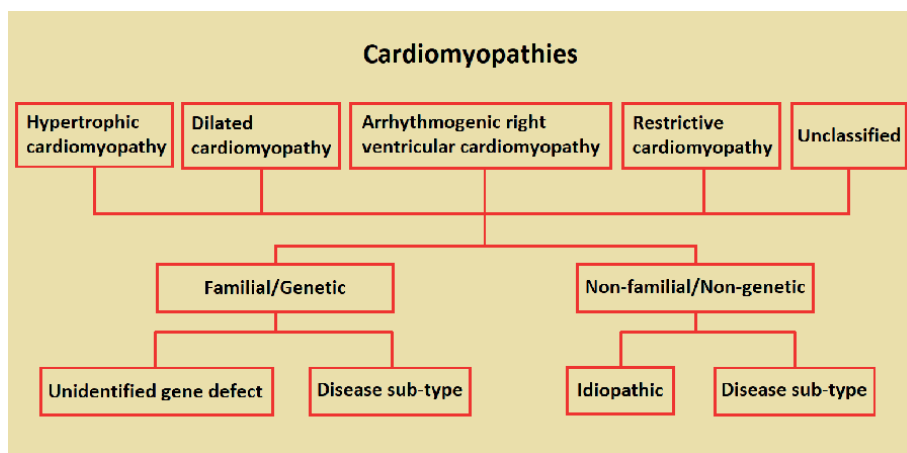 Cardiomyopathies
Hypertrophic
cardiomyopathy
Dilated
cardiomyopathy
Arrhythmogenic right
ventricular cardiomyopathy
Restrictive
cardiomyopathy
Unclassified
Familial/Genetic
Non-familial/Non-genetic
Unidentified gene defect
Disease sub-type
Idiopathic
Disease sub-type